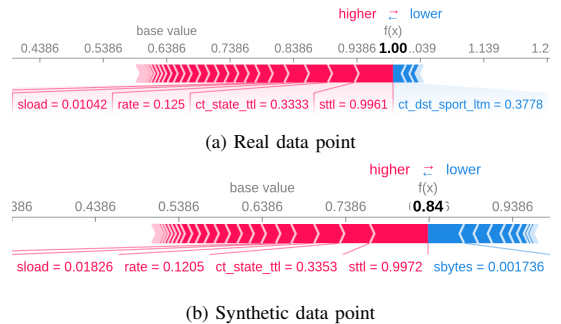 higher → ← lower
base value f(x)
0.4386 0.5386 0.6386 0.7386 0.8386 0.9386 1.00 .039 1.139 1.2
sload = 0.01042 rate = 0.125 ct_state_ttl = 0.3333 sttl = 0.9961 ct_dst_sport_ltm = 0.3778
(a) Real data point
higher → ← lower
base value f(x)
386 0.4386 0.5386 0.6386 0.7386 0.84 0.9386
sload = 0.01826 rate = 0.1205 ct_state_ttl = 0.3353 sttl = 0.9972 sbytes = 0.001736
(b) Synthetic data point